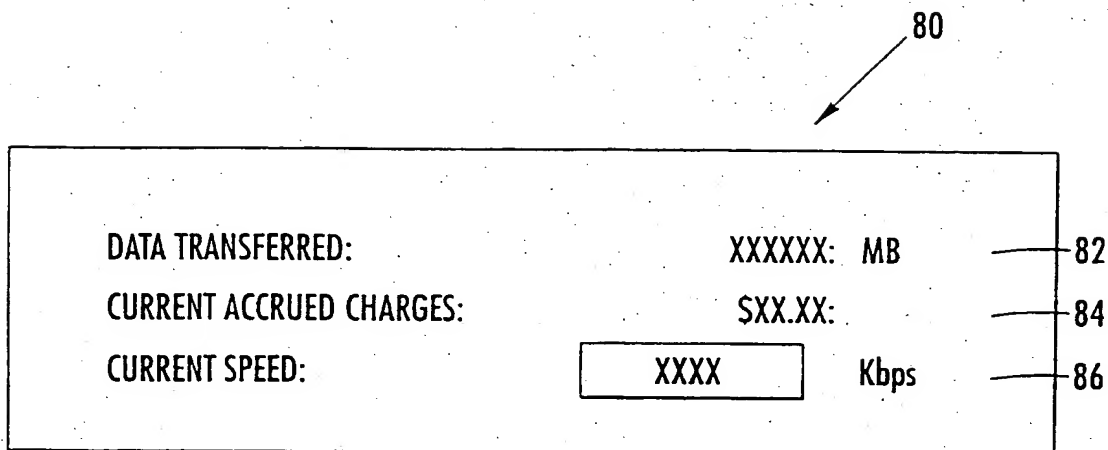 80
DATA TRANSFERRED: XXXXXX: MB 82
CURRENT ACCRUED CHARGES: $XX.XX: 84
CURRENT SPEED: XXXX Kbps 86